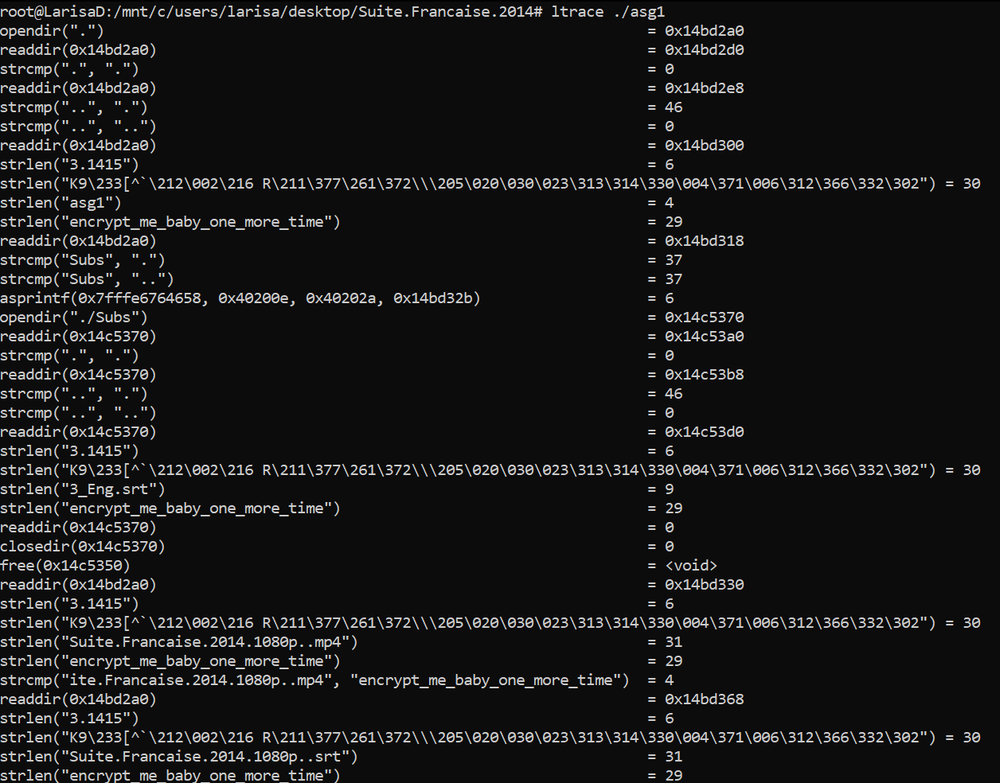 root@LarisaD:/mnt/c/users/larisa/desktop/Suite.Francaise.2014# ltrace ./asg1
opendir(".") = 0x14bd2a0
readdir(0x14bd2a0) = 0x14bd2d0
strcmp(".", ".") = 0
readdir(0x14bd2a0) = 0x14bd2e8
strcmp("..", ".") = 46
strcmp("..", "..") = 0
readdir(0x14bd2a0) = 0x14bd300
strlen("3.1415") = 6
strlen("K9\233[^`\212\002\216 R\211\377\261\372\\\205\020\030\023\313\314\330\004\371\006\312\366\332\302") = 30
strlen("asg1") = 4
strlen("encrypt_me_baby_one_more_time") = 29
readdir(0x14bd2a0) = 0x14bd318
strcmp("Subs", ".") = 37
strcmp("Subs", "..") = 37
asprintf(0x7fffe6764658, 0x40200e, 0x40202a, 0x14bd32b) = 6
opendir("./Subs") = 0x14c5370
readdir(0x14c5370) = 0x14c53a0
strcmp(".", ".") = 0
readdir(0x14c5370) = 0x14c53b8
strcmp("..", ".") = 46
strcmp("..", "..") = 0
readdir(0x14c5370) = 0x14c53d0
strlen("3.1415") = 6
strlen("K9\233[^`\212\002\216 R\211\377\261\372\\\205\020\030\023\313\314\330\004\371\006\312\366\332\302") = 30
strlen("3_Eng.srt") = 9
strlen("encrypt_me_baby_one_more_time") = 29
readdir(0x14c5370) = 0
closedir(0x14c5370) = 0
free(0x14c5350) = <void>
readdir(0x14bd2a0) = 0x14bd330
strlen("3.1415") = 6
strlen("K9\233[^`\212\002\216 R\211\377\261\372\\\205\020\030\023\313\314\330\004\371\006\312\366\332\302") = 30
strlen("Suite.Francaise.2014.1080p..mp4") = 31
strlen("encrypt_me_baby_one_more_time") = 29
strcmp("ite.Francaise.2014.1080p..mp4", "encrypt_me_baby_one_more_time") = 4
readdir(0x14bd2a0) = 0x14bd368
strlen("3.1415") = 6
strlen("K9\233[^`\212\002\216 R\211\377\261\372\\\205\020\030\023\313\314\330\004\371\006\312\366\332\302") = 30
strlen("Suite.Francaise.2014.1080p..srt") = 31
strlen("encrypt_me_baby_one_more_time") = 29